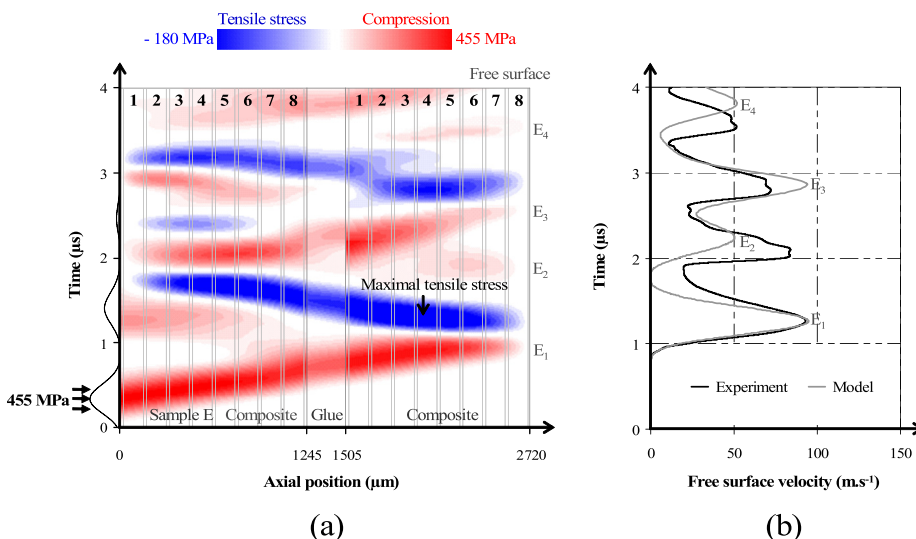 Tensile stress Compression
- 180 MPa 455 MPa
Free surface
4 1 2 3 4 5 6 7 8 1 2 3 4 5 6 7 8
E4
3
E3
2
E2
Maximal tensile stress
1
E1
455 MPa
Sample E Composite Glue Composite
0
0 1245 1505 2720
Time (µs)
Axial position (µm)
(a)
4
E4
3
E3
E2
2
E1
1
Experiment Model
0
0 50 100 150
Time (µs)
Free surface velocity (m.s-1)
(b)